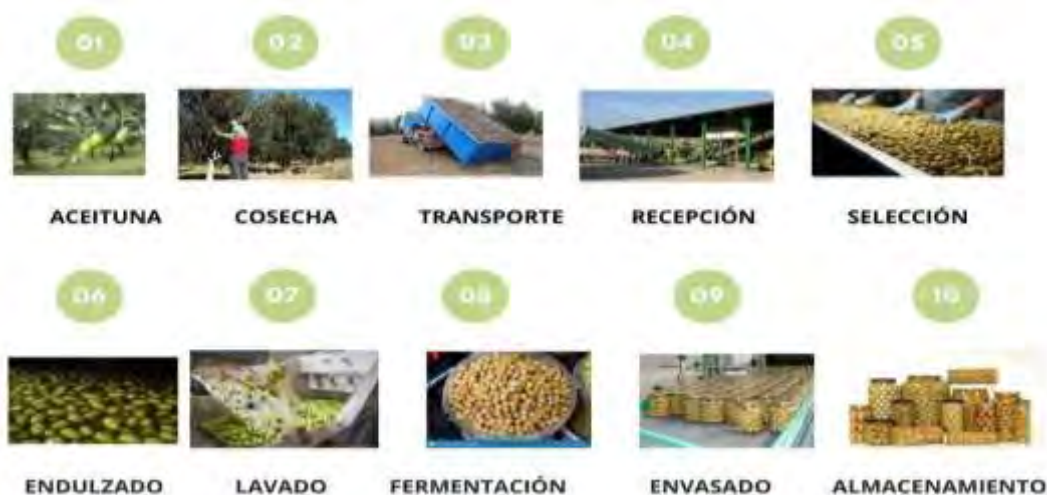 01 02 03 04 05
ACEITUNA COSECHA TRANSPORTE RECEPCIÓN SELECCIÓN
06 07 08 09 10
ENDULZADO LAVADO FERMENTACIÓN ENVASADO ALMACENAMIENTO